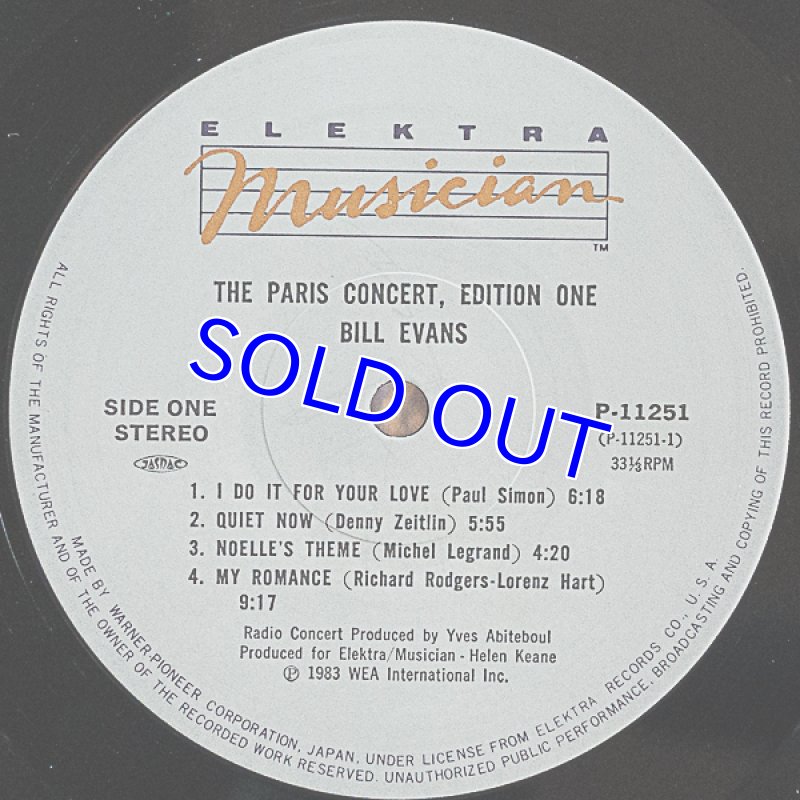 ELEKTRA
Musician
TM
THE PARIS CONCERT, EDITION ONE
BILL EVANS
SOLD OUT
SIDE ONE
STEREO
JASRAC
P-11251
(P-11251-1)
33⅓RPM
1. I DO IT FOR YOUR LOVE (Paul Simon) 6:18
2. QUIET NOW (Denny Zeitlin) 5:55
3. NOELLE'S THEME (Michel Legrand) 4:20
4. MY ROMANCE (Richard Rodgers-Lorenz Hart)
9:17
Radio Concert Produced by Yves Abiteboul
Produced for Elektra/Musician - Helen Keane
℗ 1983 WEA International Inc.
MADE BY WARNER-PIONEER CORPORATION, JAPAN. UNDER LICENSE FROM ELEKTRA RECORDS CO., U. S. A.
ALL RIGHTS OF THE MANUFACTURER AND OF THE OWNER OF THE RECORDED WORK RESERVED. UNAUTHORIZED PUBLIC PERFORMANCE, BROADCASTING AND COPYING OF THIS RECORD PROHIBITED.